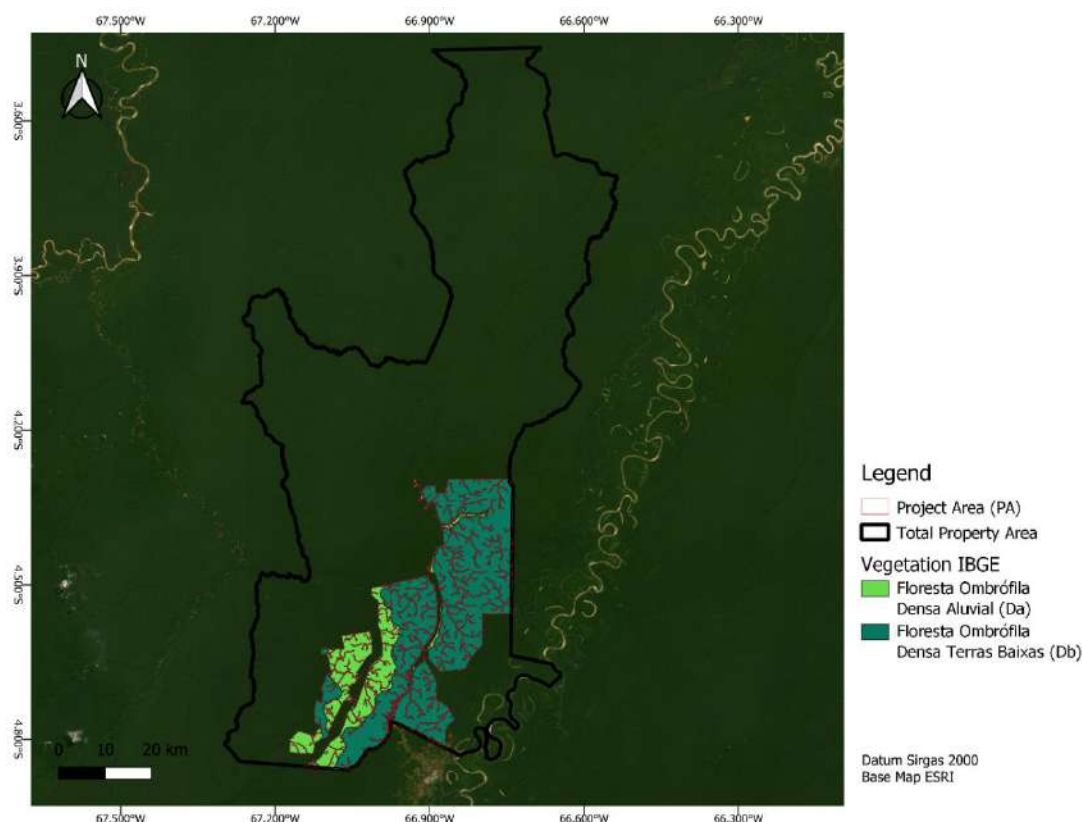 67.500°W 67.200°W 66.900°W 66.600°W 66.300°W
N
3.600°S
3.900°S
4.200°S
4.500°S
4.800°S
0 10 20 km
67.500°W 67.200°W 66.900°W 66.600°W 66.300°W
Legend
Project Area (PA)
Total Property Area
Vegetation IBGE
Floresta Ombrófila
Densa Aluvial (Da)
Floresta Ombrófila
Densa Terras Baixas (Db)
Datum Sirgas 2000
Base Map ESRI